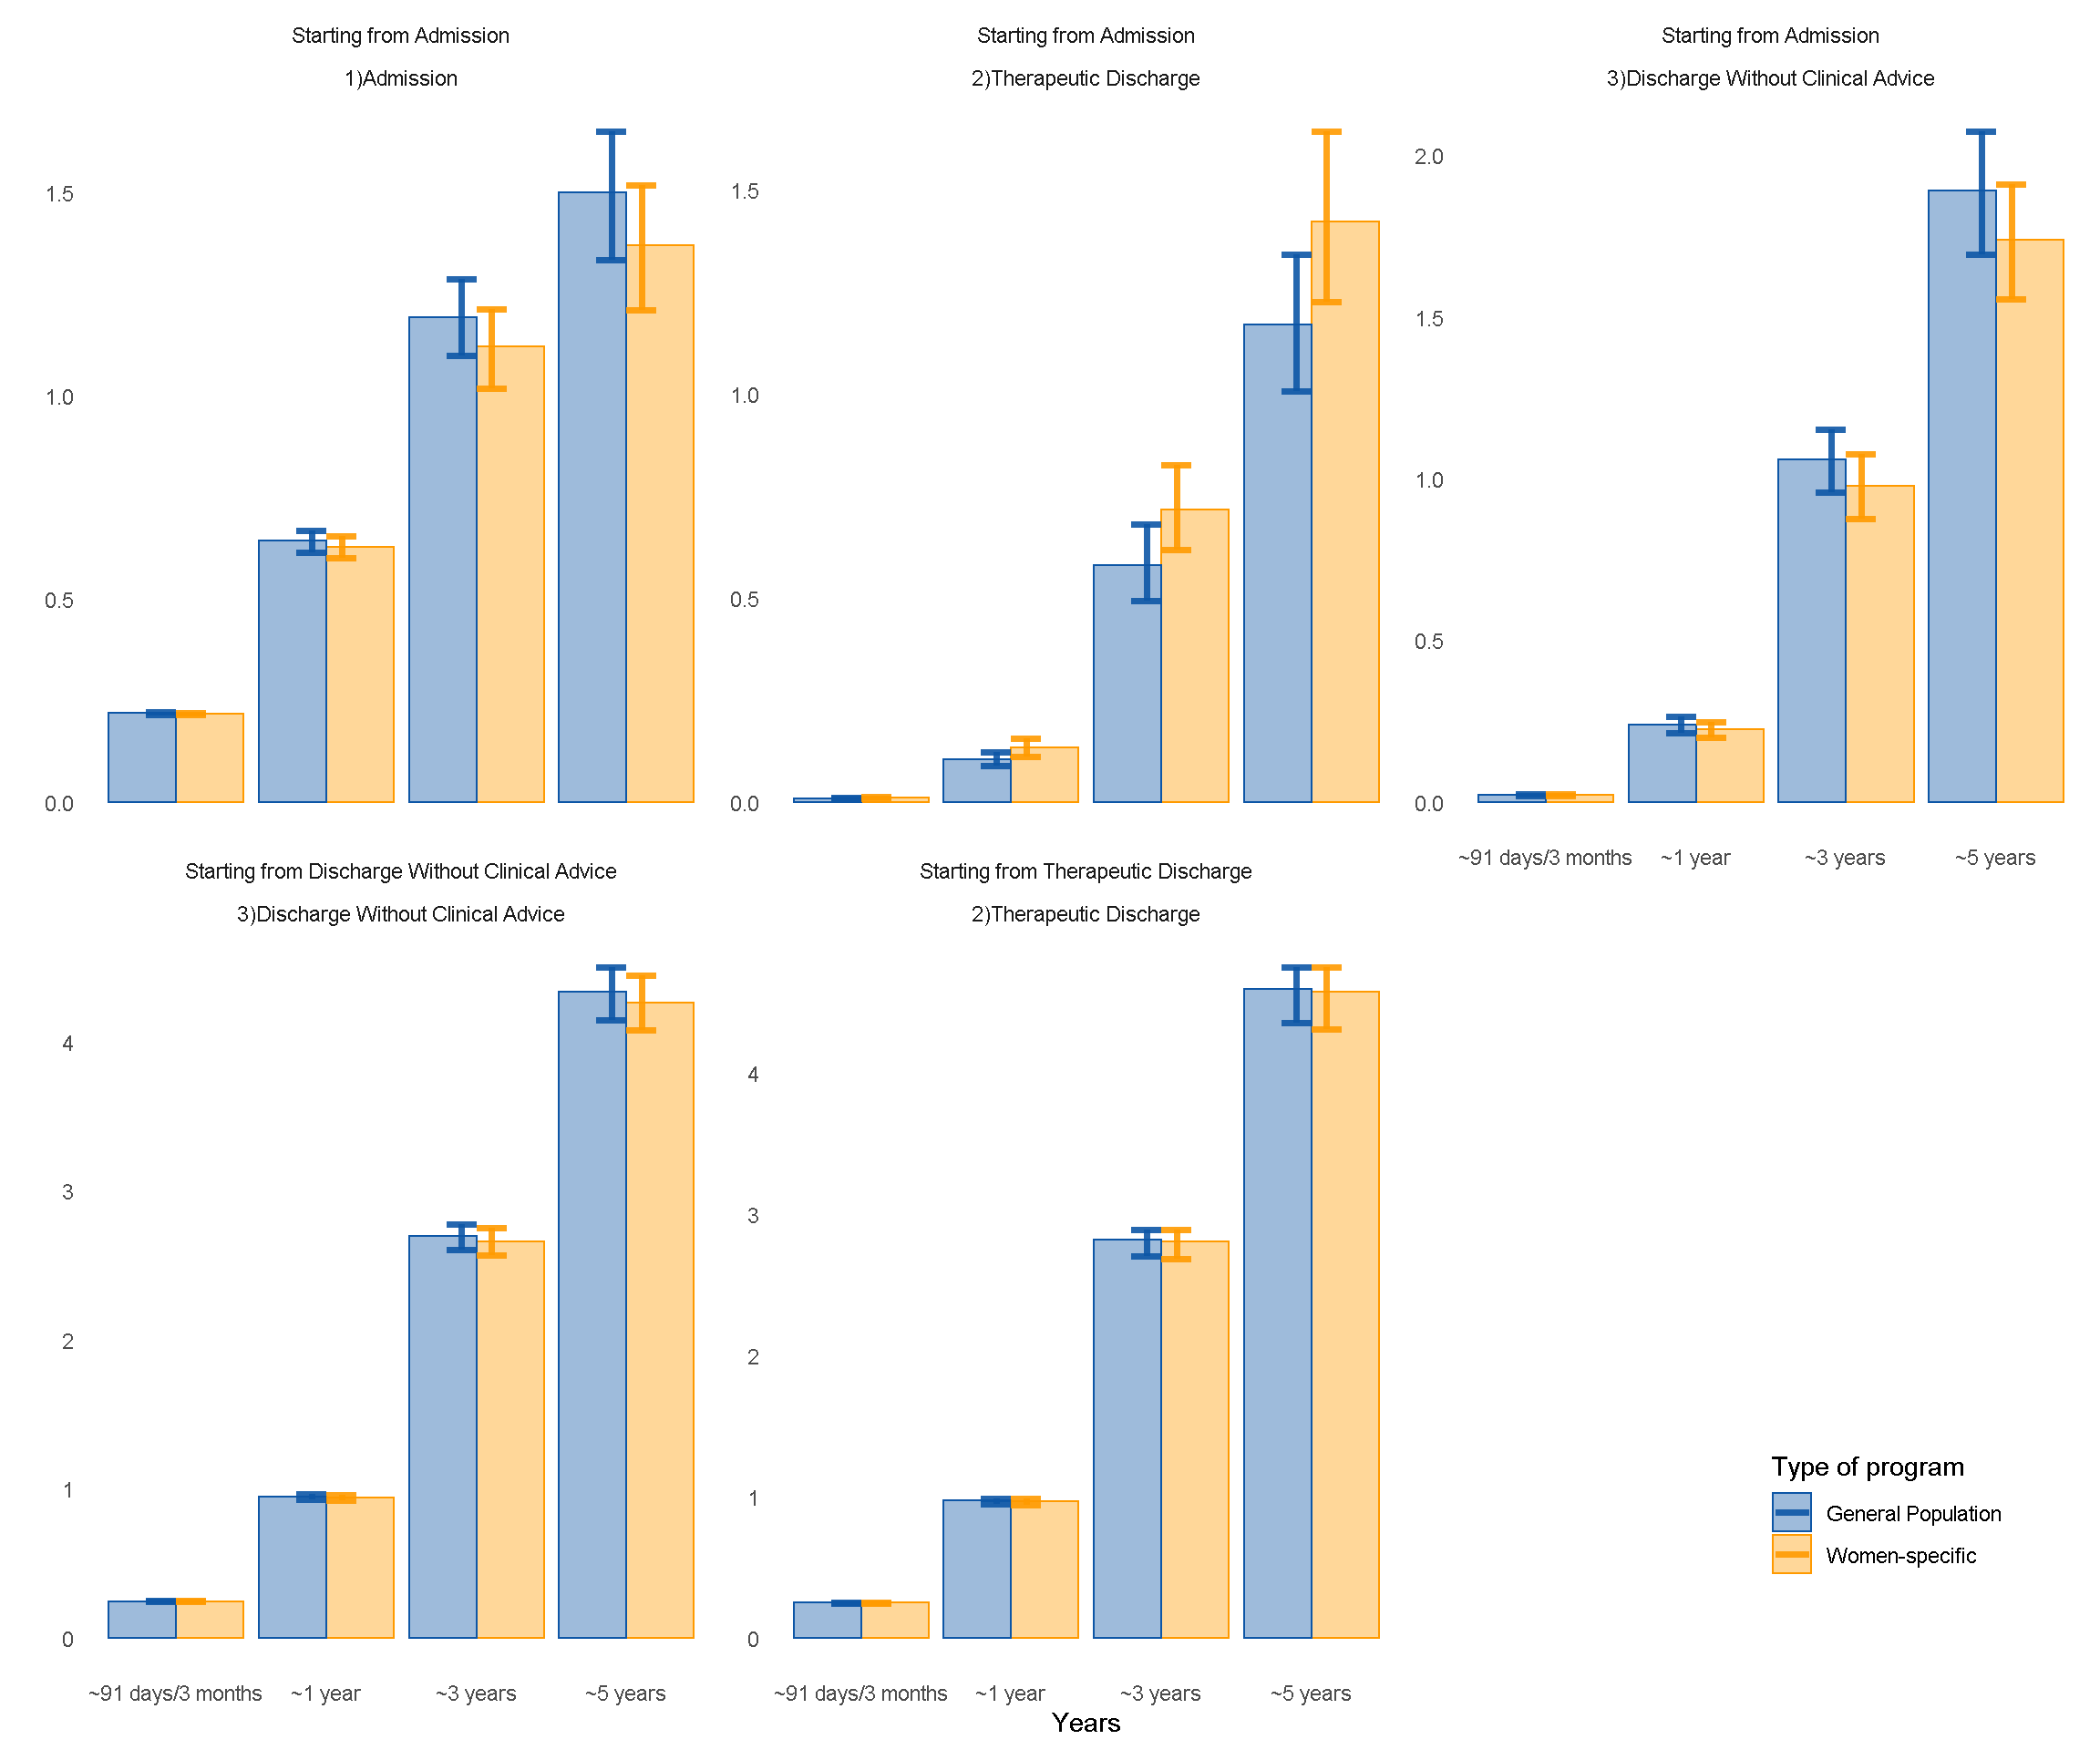 Starting from Admission
1)Admission
1.5
1.0
0.5
0.0
Starting from Admission
2)Therapeutic Discharge
1.5
1.0
0.5
0.0
Starting from Admission
3)Discharge Without Clinical Advice
2.0
1.5
1.0
0.5
0.0
~91 days/3 months ~1 year ~3 years ~5 years
Starting from Discharge Without Clinical Advice
3)Discharge Without Clinical Advice
4
3
2
1
0
~91 days/3 months ~1 year ~3 years ~5 years
Starting from Therapeutic Discharge
2)Therapeutic Discharge
4
3
2
1
0
~91 days/3 months ~1 year ~3 years ~5 years
Years
Type of program
General Population
Women-specific